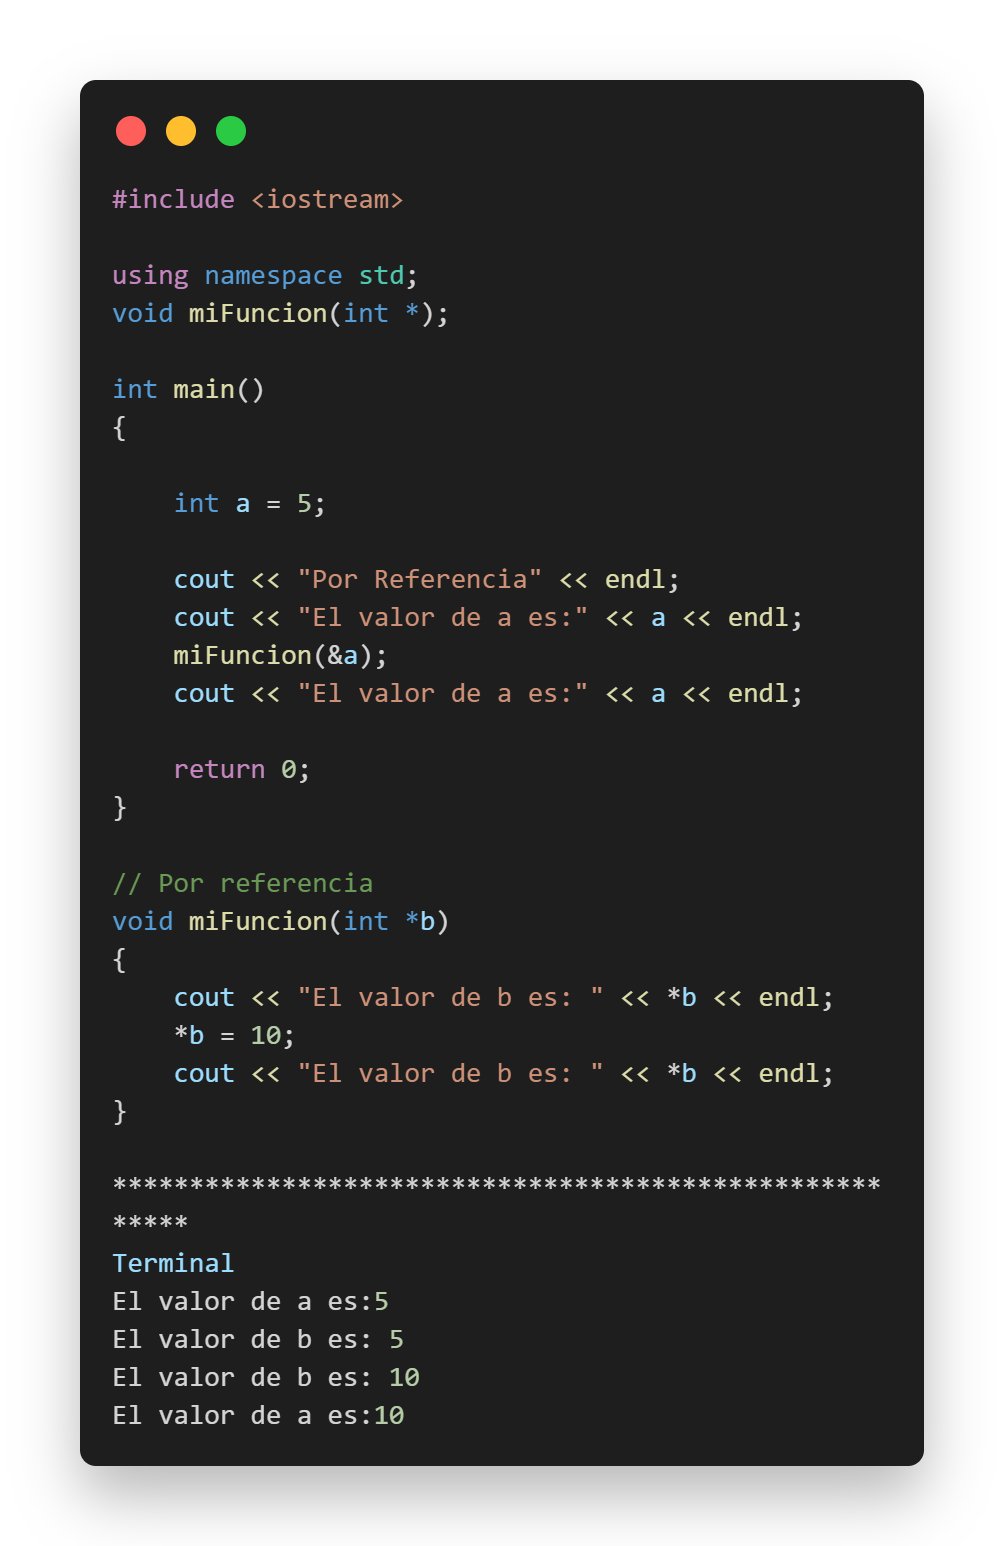 #include <iostream>
using namespace std;
void miFuncion(int *);
int main()
{
    int a = 5;
    cout << "Por Referencia" << endl;
    cout << "El valor de a es:" << a << endl;
    miFuncion(&a);
    cout << "El valor de a es:" << a << endl;
    return 0;
}
// Por referencia
void miFuncion(int *b)
{
    cout << "El valor de b es: " << *b << endl;
    *b = 10;
    cout << "El valor de b es: " << *b << endl;
}
**************************************************
*****
Terminal
El valor de a es:5
El valor de b es: 5
El valor de b es: 10
El valor de a es:10